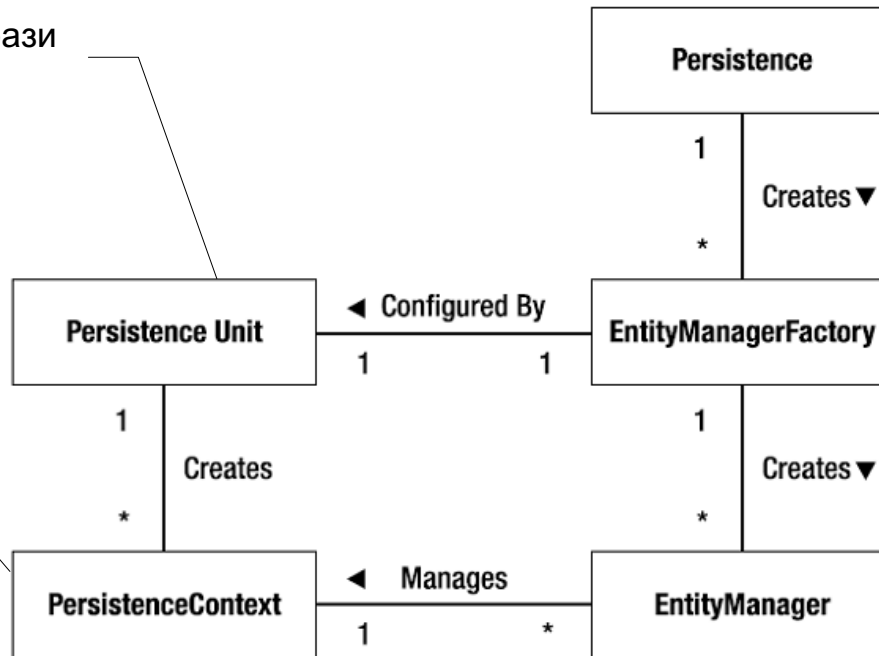 ази
Persistence
1
Creates ▼
*
Persistence Unit
◄ Configured By
1
1
EntityManagerFactory
1
Creates
*
1
Creates ▼
*
PersistenceContext
◄ Manages
1
*
EntityManager